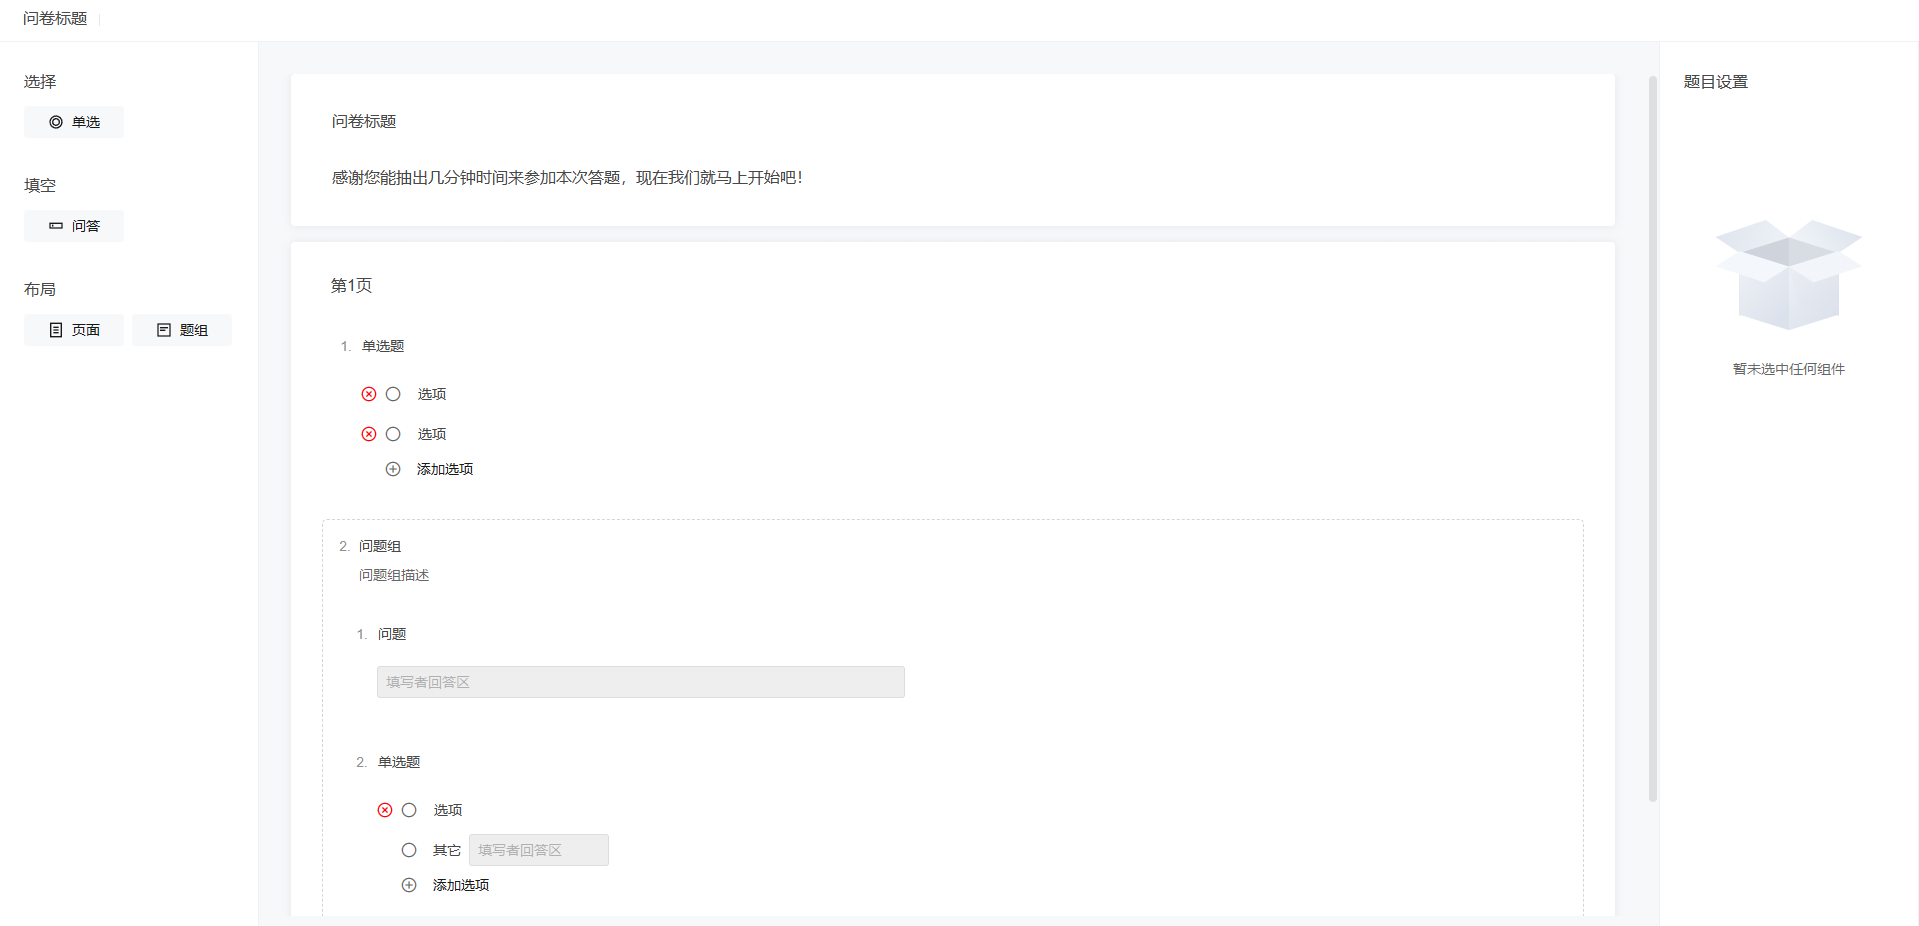 问卷标题
选择
单选
填空
问答
布局
页面 题组
问卷标题
感谢您能抽出几分钟时间来参加本次答题，现在我们就马上开始吧！
第1页
1. 单选题
选项
选项
添加选项
2. 问题组
问题组描述
1. 问题
填写者回答区
2. 单选题
选项
其它 填写者回答区
添加选项
题目设置
暂未选中任何组件